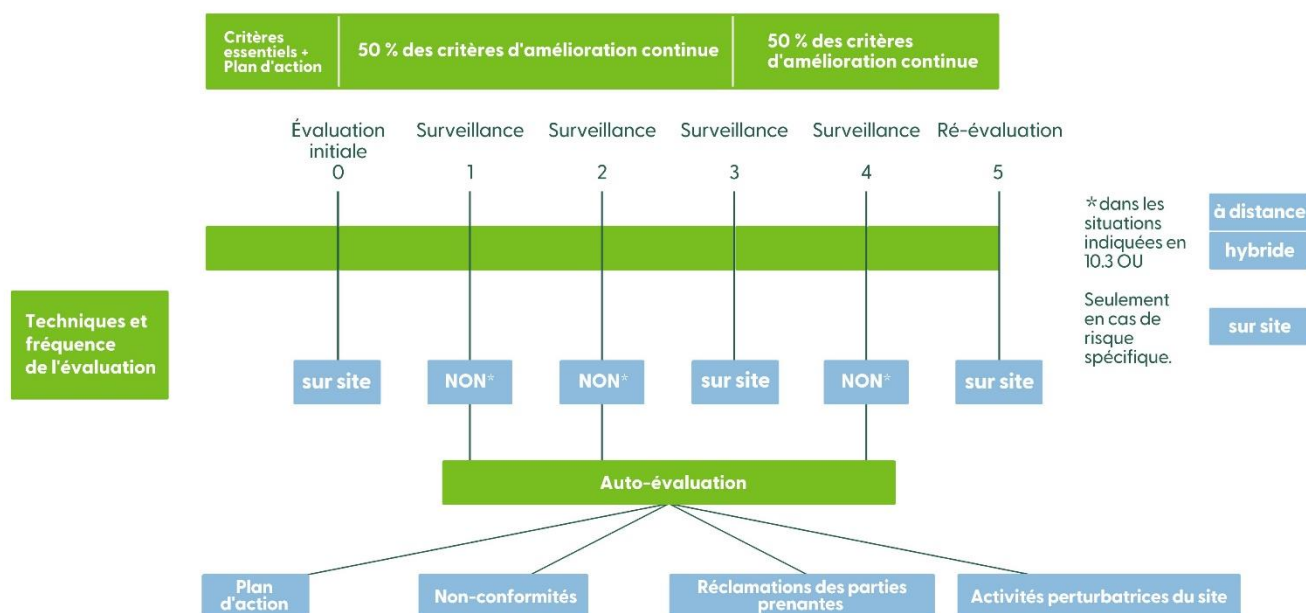 Critères
essentiels +
Plan d'action
50 % des critères d'amélioration continue
50 % des critères
d'amélioration continue
Évaluation
initiale
0
Surveillance
1
Surveillance
2
Surveillance
3
Surveillance
4
Ré-évaluation
5
* dans les
situations
indiquées en
10.3 OU
à distance
hybride
Seulement
en cas de
risque
spécifique.
sur site
Techniques et
fréquence
de l'évaluation
sur site
NON*
NON*
sur site
NON*
sur site
Auto-évaluation
Plan
d'action
Non-conformités
Réclamations des parties
prenantes
Activités perturbatrices du site